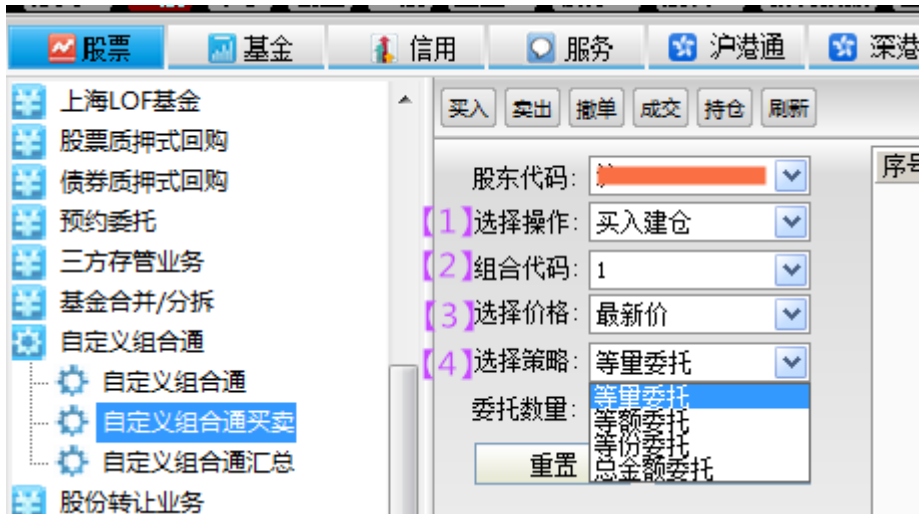 股票 基金 信用 服务 沪港通 深港
上海LOF基金
股票质押式回购
债券质押式回购
预约委托
三方存管业务
基金合并/分拆
自定义组合通
自定义组合通
自定义组合通买卖
自定义组合通汇总
股份转让业务
买入 卖出 撤单 成交 持仓 刷新
股东代码:
【1】选择操作: 买入建仓
【2】组合代码: 1
【3】选择价格: 最新价
【4】选择策略: 等量委托
委托数量:
等量委托
等额委托
等份委托
总金额委托
重置
序号